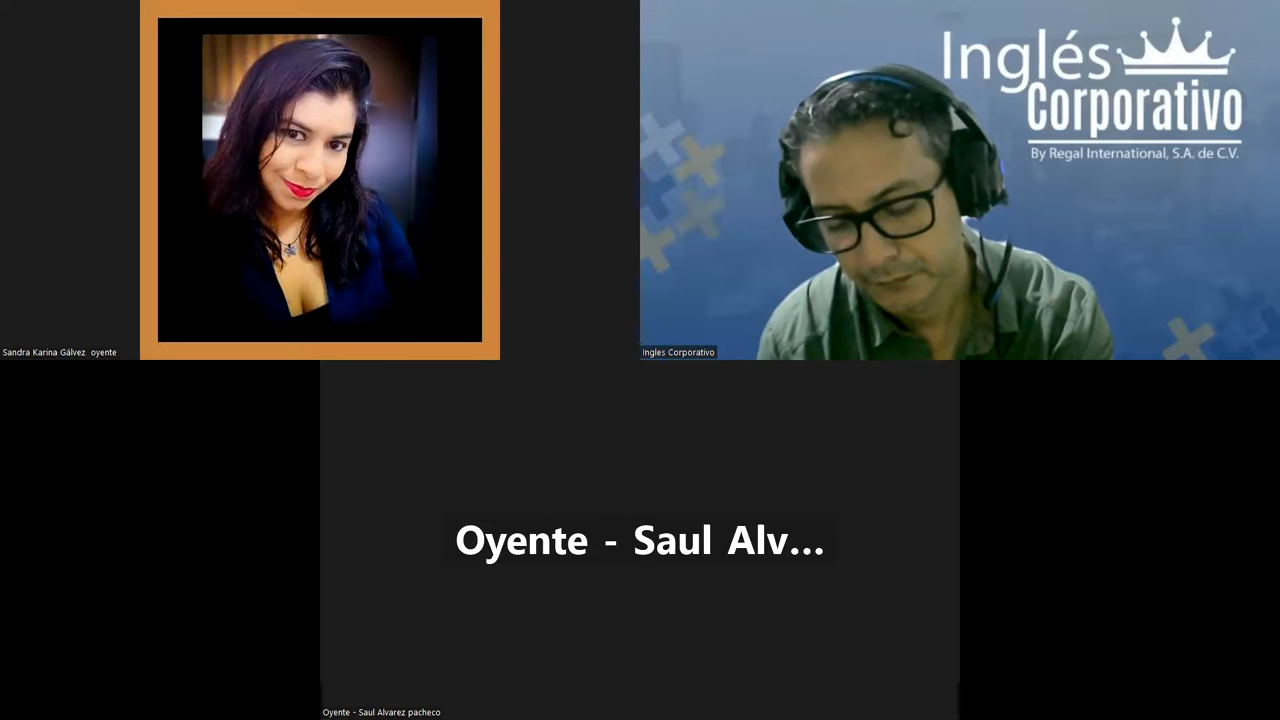 Inglés
Corporativo
By Regal International, S.A. de C.V.
Sandra Karina Gálvez oyente
Ingles Corporativo
Oyente - Saul Alv...
Oyente - Saul Alvarez pacheco